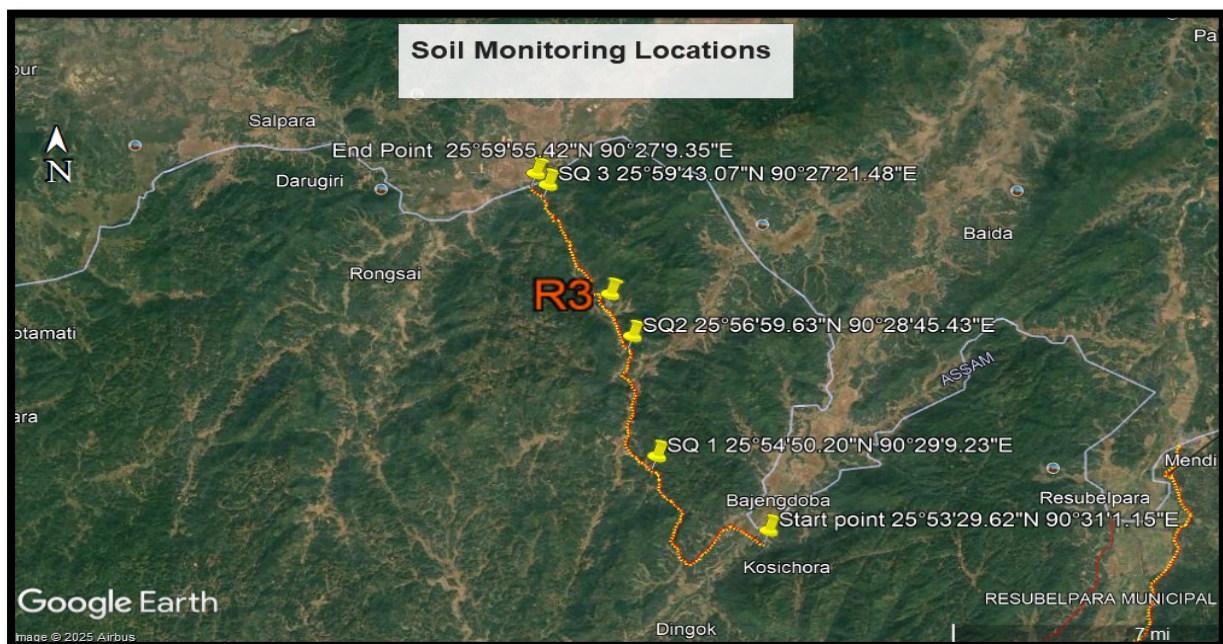 Soil Monitoring Locations
Pa
our
Salpara
N
End Point 25°59'55.42"N 90°27'9.35"E
SQ 3 25°59'43.07"N 90°27'21.48"E
Darugiri
Baida
Rongsai
R3
otamati
SQ2 25°56'59.63"N 90°28'45.43"E
ASSAM
ara
SQ 1 25°54'50.20"N 90°29'9.23"E
Mendi
Bajengdoba
Resubelpara
Start point 25°53'29.62"N 90°31'1.15"E
Kosichora
Google Earth
RESUBELPARA MUNICIPAL
Dingok
7 mi
Image © 2025 Airbus